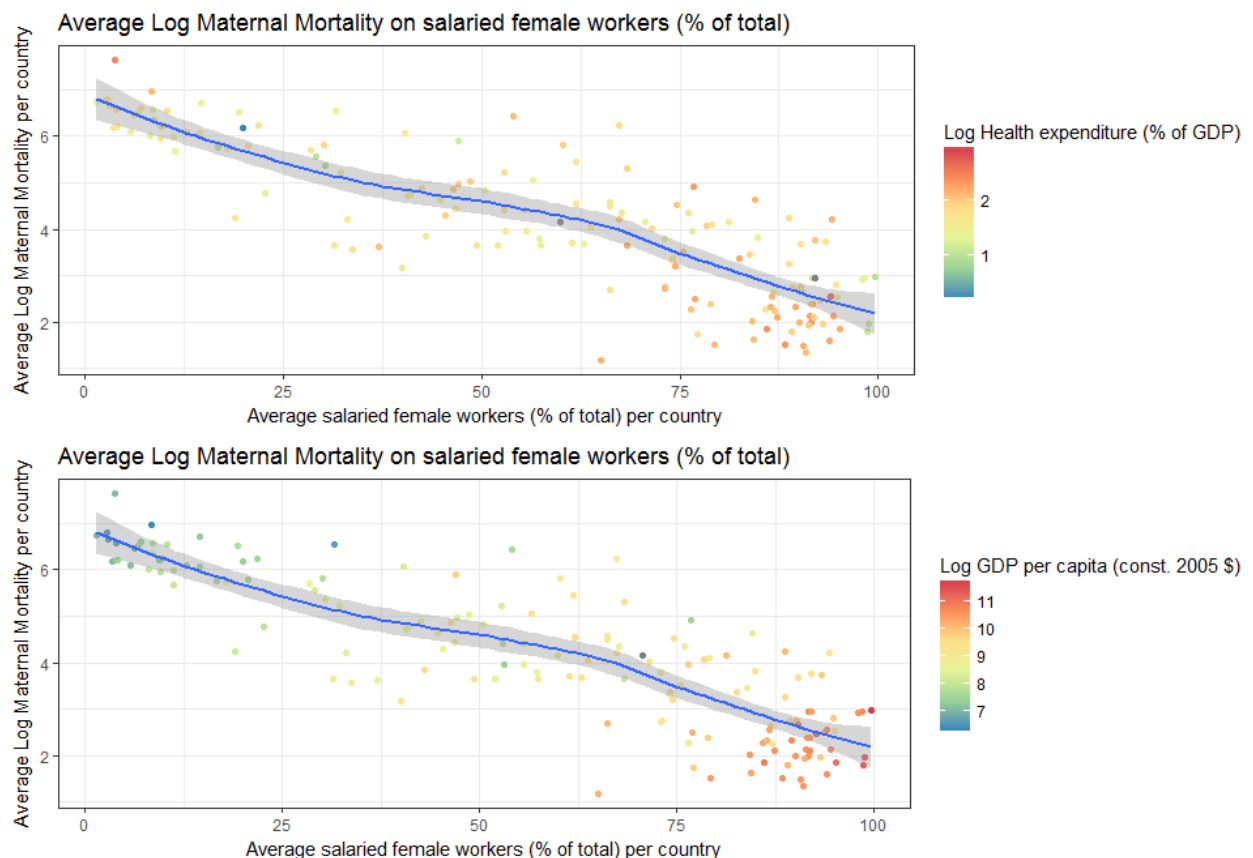 Average Log Maternal Mortality on salaried female workers (% of total)
Average Log Maternal Mortality per country
6
4
2
0
25
50
75
100
Average salaried female workers (% of total) per country
Log Health expenditure (% of GDP)
2
1
Average Log Maternal Mortality on salaried female workers (% of total)
Average Log Maternal Mortality per country
6
4
2
0
25
50
75
100
Average salaried female workers (% of total) per country
Log GDP per capita (const. 2005 $)
11
10
9
8
7